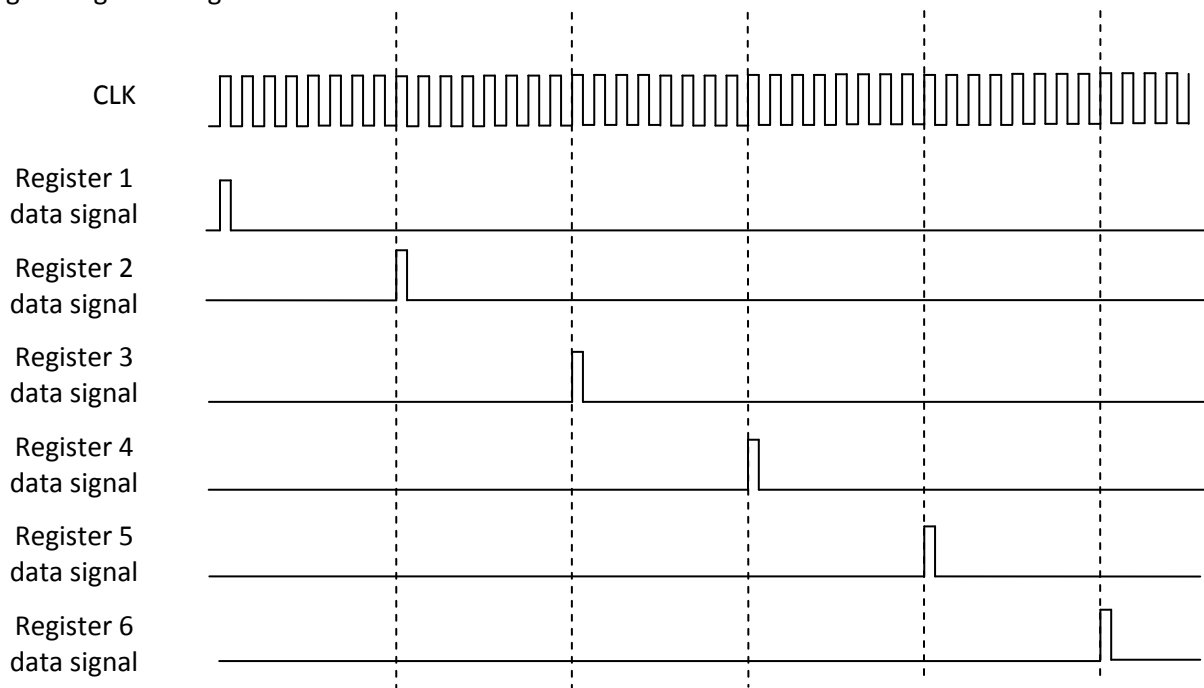 CLK
Register 1
data signal
Register 2
data signal
Register 3
data signal
Register 4
data signal
Register 5
data signal
Register 6
data signal